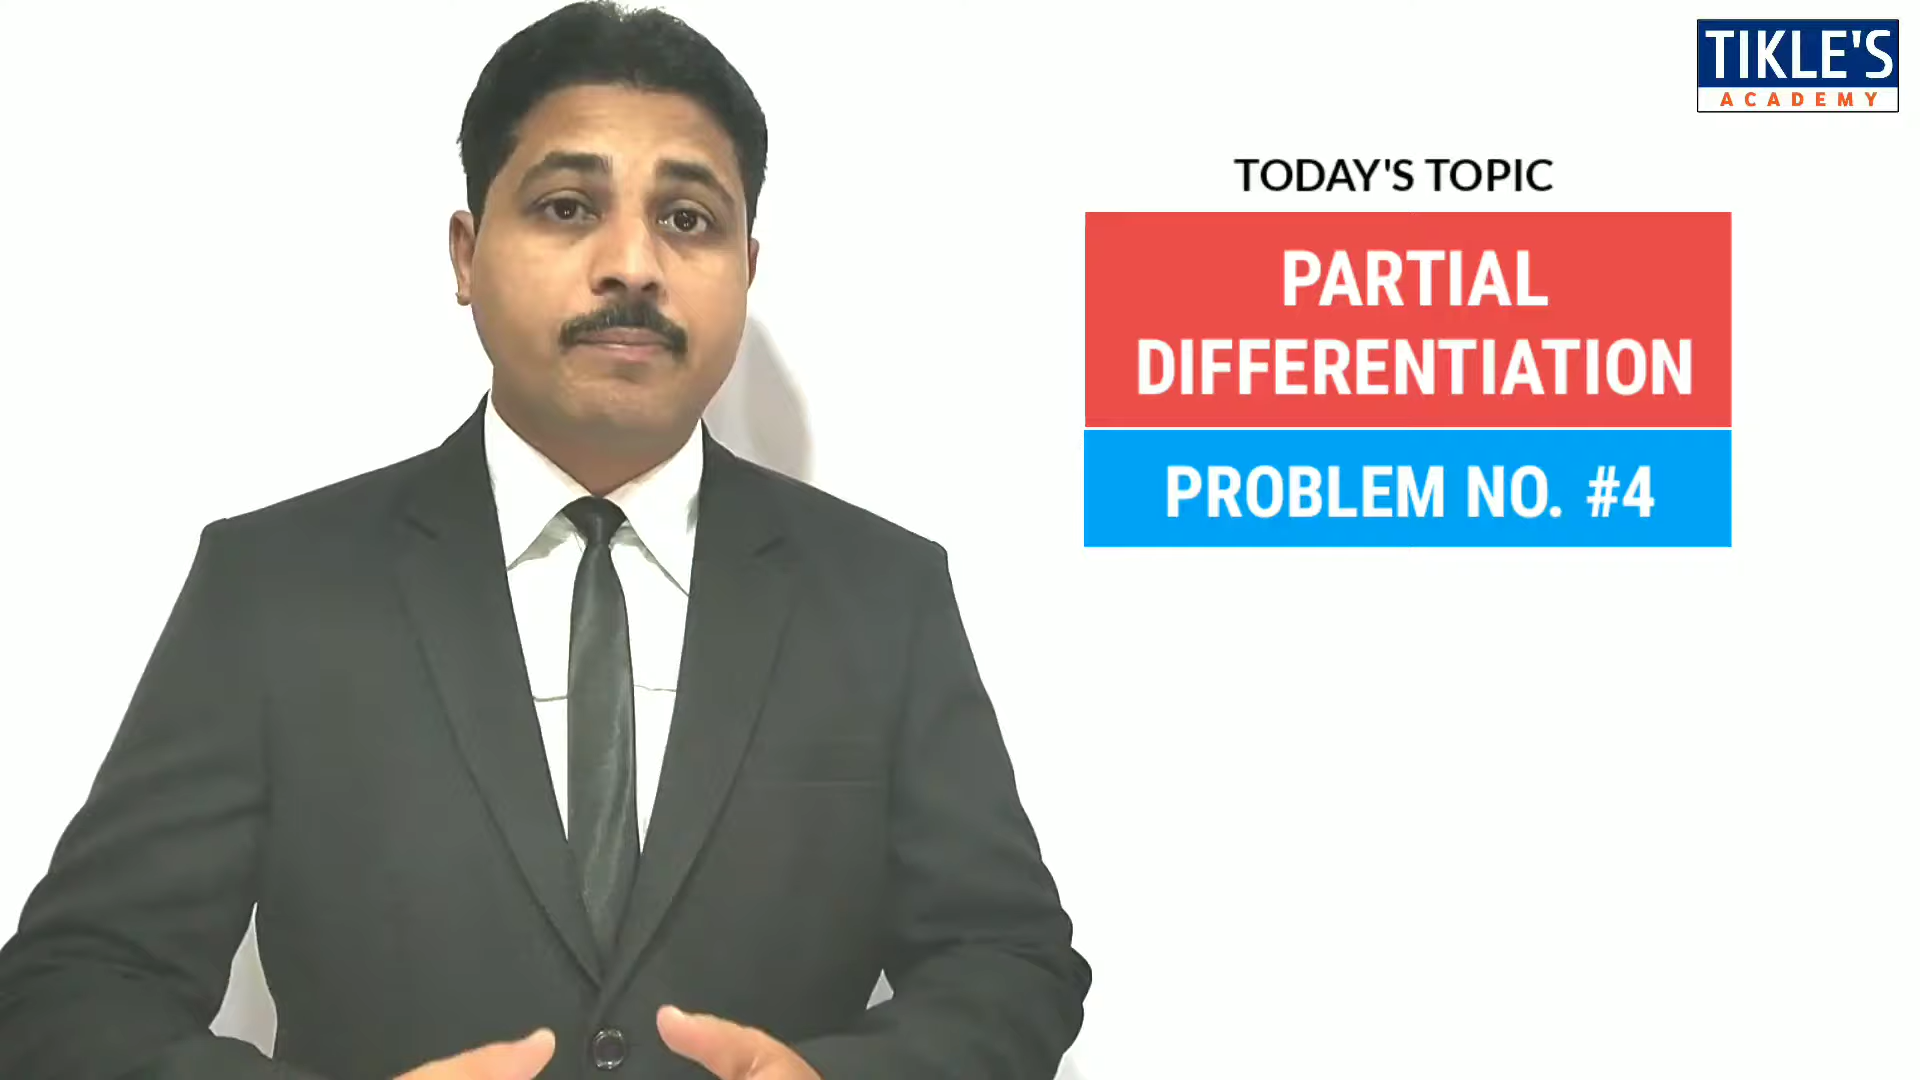 TIKLE'S
ACADEMY
TODAY'S TOPIC
PARTIAL
DIFFERENTIATION
PROBLEM NO. #4